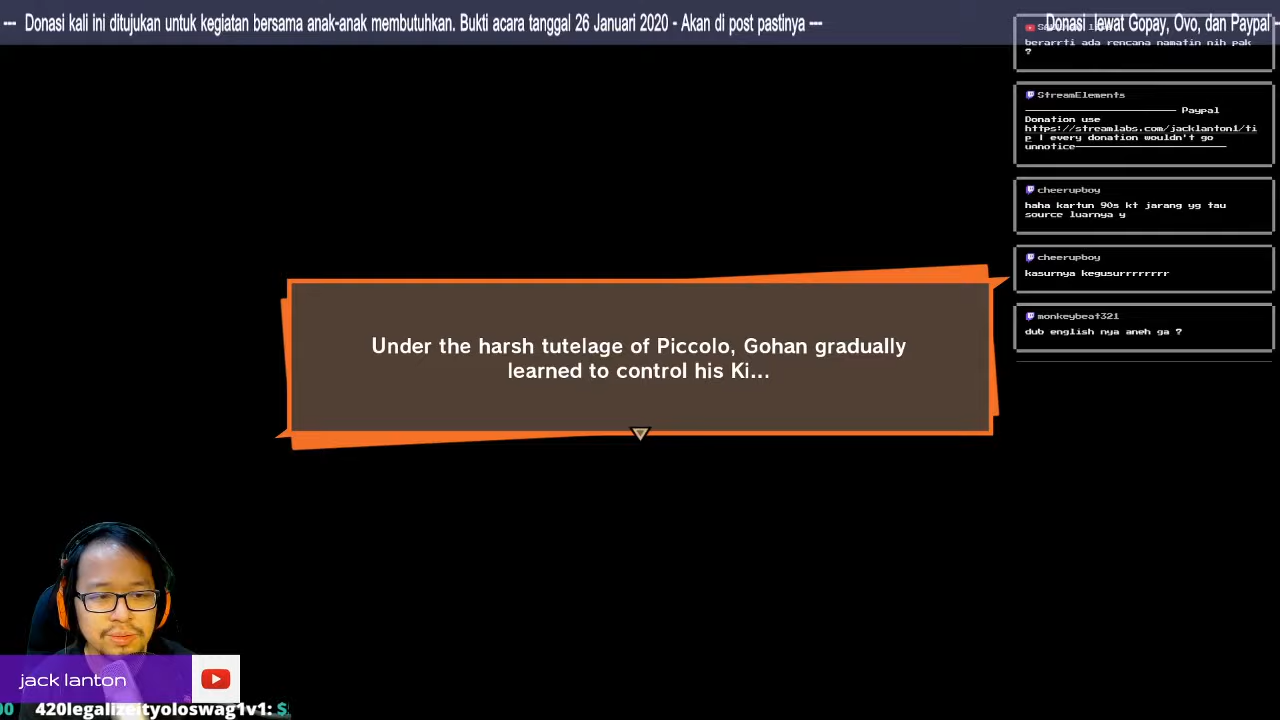 --- Donasi kali ini ditujukan untuk kegiatan bersama anak-anak membutuhkan. Bukti acara tanggal 26 Januari 2020 - Akan di post pastinya ---
Donasi :lewat Gopay, Ovo, dan Paypal --
berarrti ada rencana namatin nih pak
?
StreamElements
Paypal
Donation use
https://streamlabs.com/jacklanton1/ti
p | every donation wouldn't go
unnotice
cheerupboy
haha kartun 90s kt jarang yg tau
source luarnya y
cheerupboy
kasurnya kegusurrrrrrrr
monkeybeat321
dub english nya aneh ga ?
Under the harsh tutelage of Piccolo, Gohan gradually
learned to control his Ki...
jack lanton
00 420legalizeityoloswag1v1: $